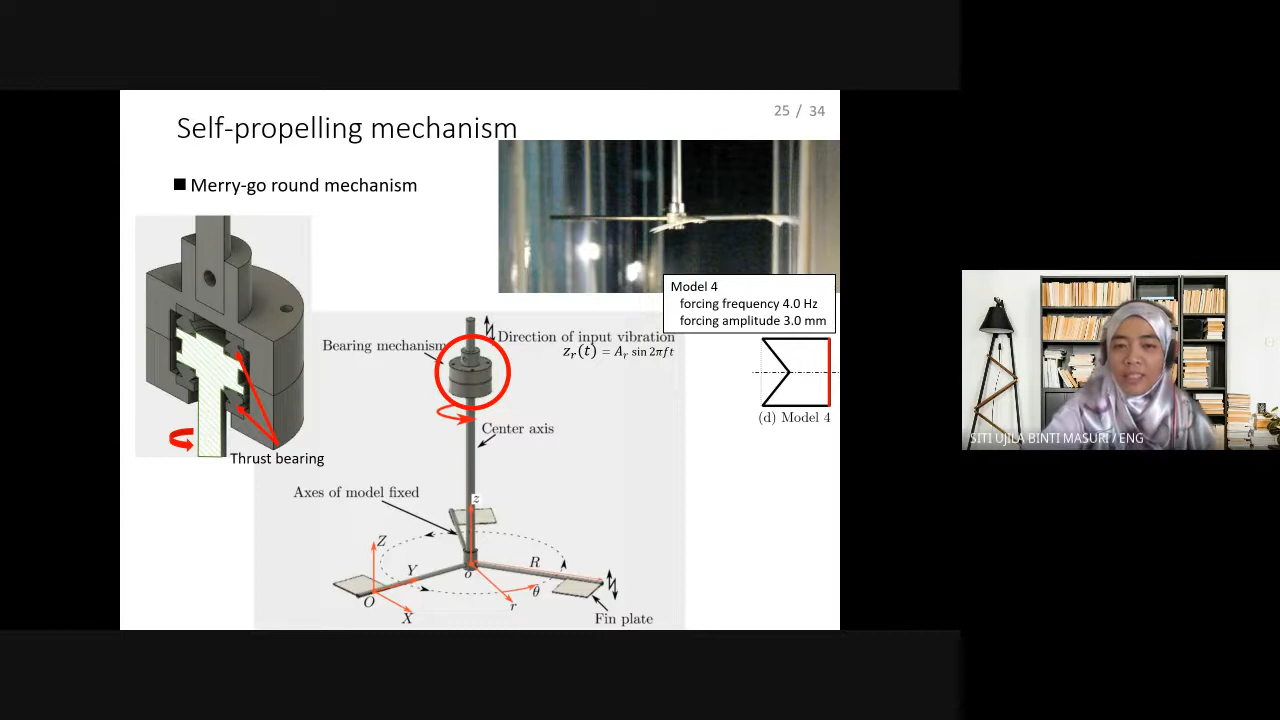 25 / 34
Self-propelling mechanism
■ Merry-go round mechanism
Model 4
forcing frequency 4.0 Hz
forcing amplitude 3.0 mm
Direction of input vibration
z_r(t) = A_r sin 2πft
Bearing mechanism
(d) Model 4
Center axis
Thrust bearing
Axes of model fixed
z
Z
Y
R
o
θ
O
r
X
Fin plate
SITI UJILA BINTI MASURI / ENG